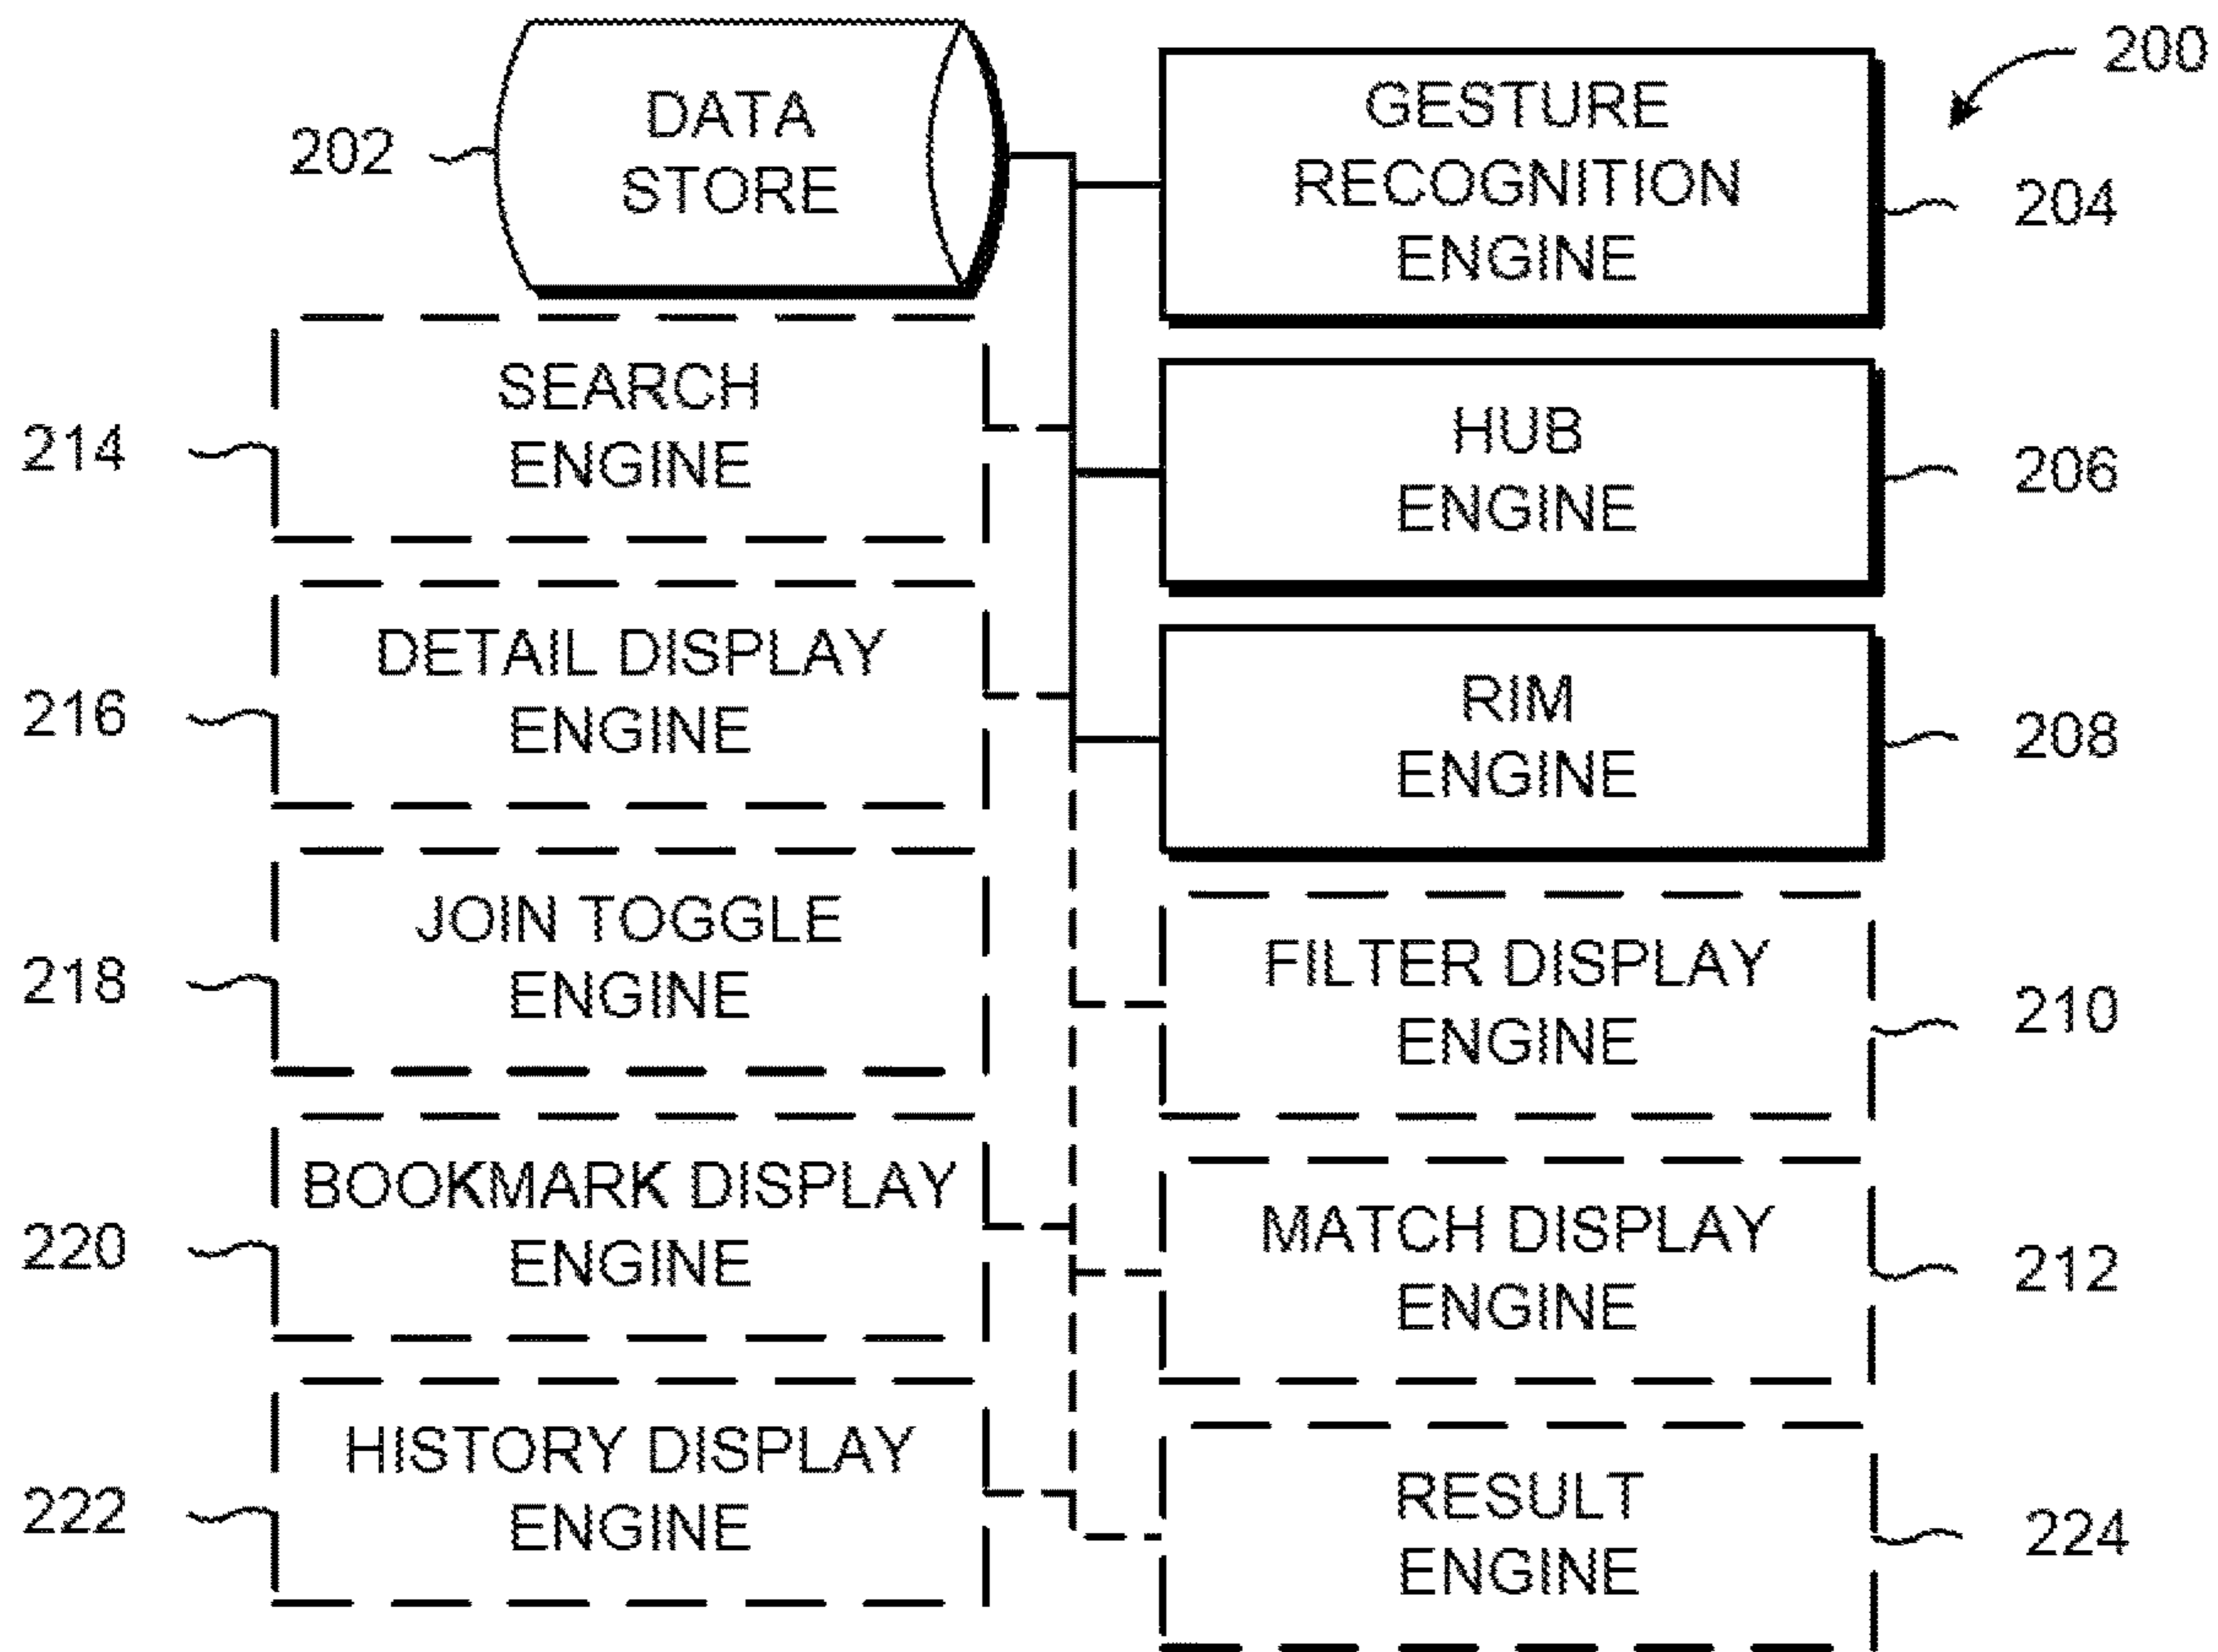 200
DATA
STORE
202
GESTURE
RECOGNITION
ENGINE
204
SEARCH
ENGINE
214
HUB
ENGINE
206
DETAIL DISPLAY
ENGINE
216
RIM
ENGINE
208
JOIN TOGGLE
ENGINE
218
FILTER DISPLAY
ENGINE
210
BOOKMARK DISPLAY
ENGINE
220
MATCH DISPLAY
ENGINE
212
HISTORY DISPLAY
ENGINE
222
RESULT
ENGINE
224